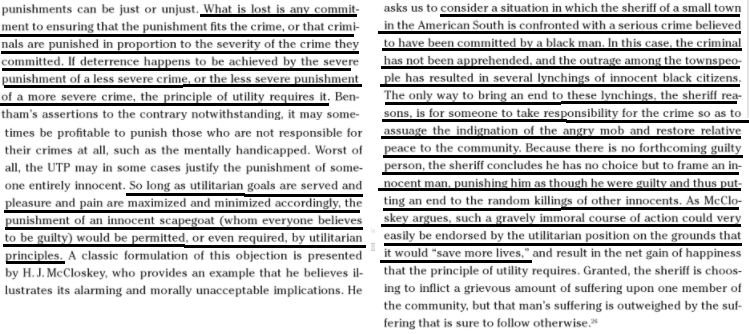 punishments can be just or unjust. What is lost is any commit-
ment to ensuring that the punishment fits the crime, or that crimi-
nals are punished in proportion to the severity of the crime they
committed. If deterrence happens to be achieved by the severe
punishment of a less severe crime, or the less severe punishment
of a more severe crime, the principle of utility requires it. Ben-
tham's assertions to the contrary notwithstanding, it may some-
times be profitable to punish those who are not responsible for
their crimes at all, such as the mentally handicapped. Worst of
all, the UTP may in some cases justify the punishment of some-
one entirely innocent. So long as utilitarian goals are served and
pleasure and pain are maximized and minimized accordingly, the
punishment of an innocent scapegoat (whom everyone believes
to be guilty) would be permitted, or even required, by utilitarian
principles. A classic formulation of this objection is presented
by H. J. McCloskey, who provides an example that he believes il-
lustrates its alarming and morally unacceptable implications. He
asks us to consider a situation in which the sheriff of a small town
in the American South is confronted with a serious crime believed
to have been committed by a black man. In this case, the criminal
has not been apprehended, and the outrage among the townspeo-
ple has resulted in several lynchings of innocent black citizens.
The only way to bring an end to these lynchings, the sheriff rea-
sons, is for someone to take responsibility for the crime so as to
assuage the indignation of the angry mob and restore relative
peace to the community. Because there is no forthcoming guilty
person, the sheriff concludes he has no choice but to frame an in-
nocent man, punishing him as though he were guilty and thus put-
ting an end to the random killings of other innocents. As McClo-
skey argues, such a gravely immoral course of action could very
easily be endorsed by the utilitarian position on the grounds that
it would “save more lives,” and result in the net gain of happiness
that the principle of utility requires. Granted, the sheriff is choos-
ing to inflict a grievous amount of suffering upon one member of
the community, but that man's suffering is outweighed by the suf-
fering that is sure to follow otherwise.²⁶